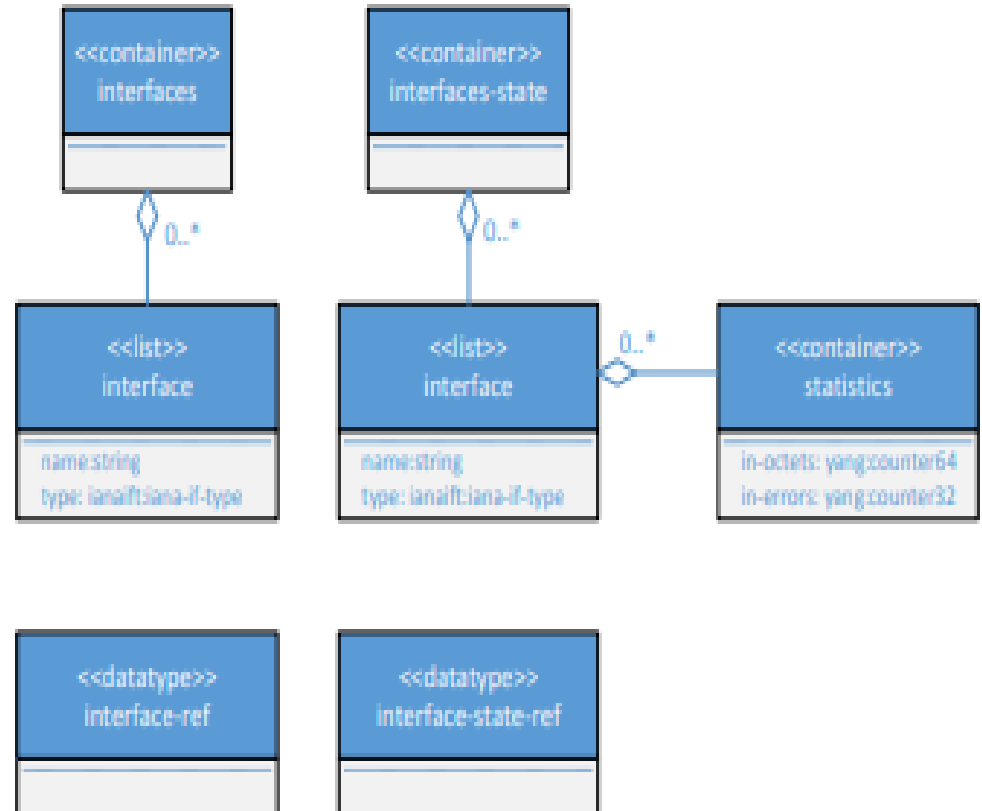 <<container>>
interfaces
<<container>>
interfaces-state
0..*
0..*
<<list>>
interface
name:string
type: ianaift:iana-if-type
<<list>>
interface
name:string
type: ianaift:iana-if-type
0..*
<<container>>
statistics
in-octets: yang:counter64
in-errors: yang:counter32
<<datatype>>
interface-ref
<<datatype>>
interface-state-ref